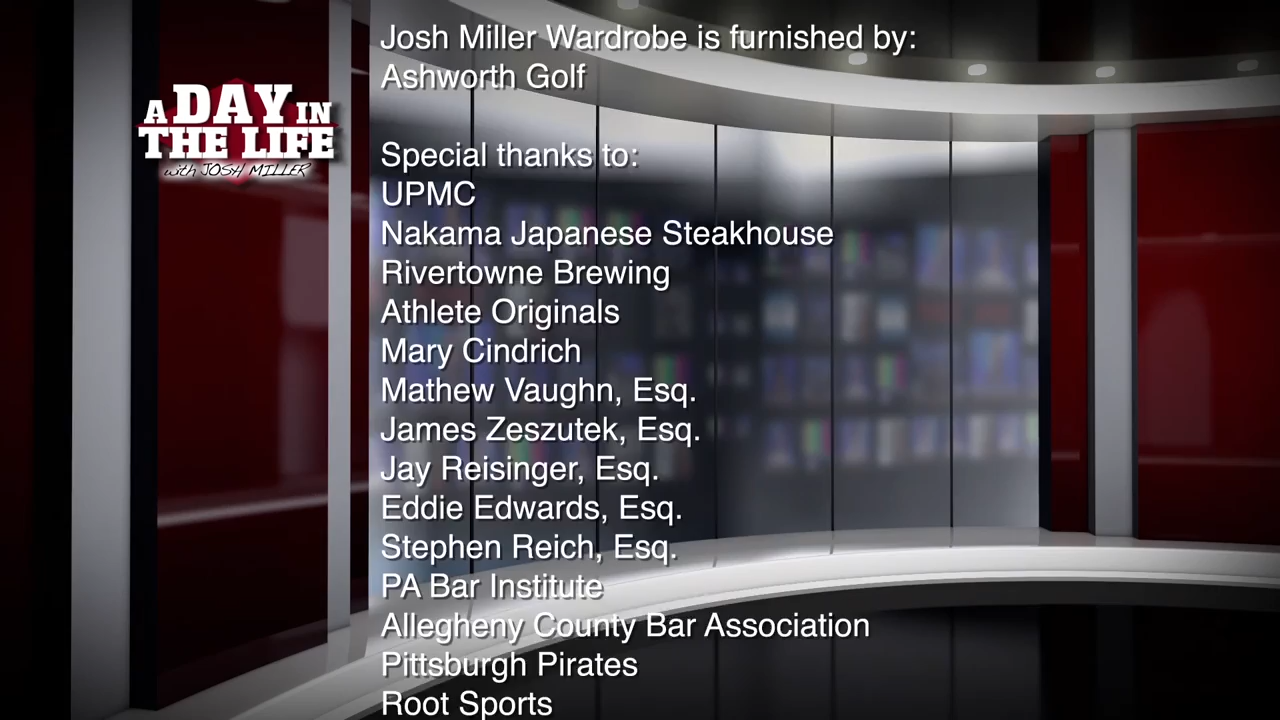 A DAY IN
THE LIFE
with JOSH MILLER
Josh Miller Wardrobe is furnished by:
Ashworth Golf
Special thanks to:
UPMC
Nakama Japanese Steakhouse
Rivertowne Brewing
Athlete Originals
Mary Cindrich
Mathew Vaughn, Esq.
James Zeszutek, Esq.
Jay Reisinger, Esq.
Eddie Edwards, Esq.
Stephen Reich, Esq.
PA Bar Institute
Allegheny County Bar Association
Pittsburgh Pirates
Root Sports